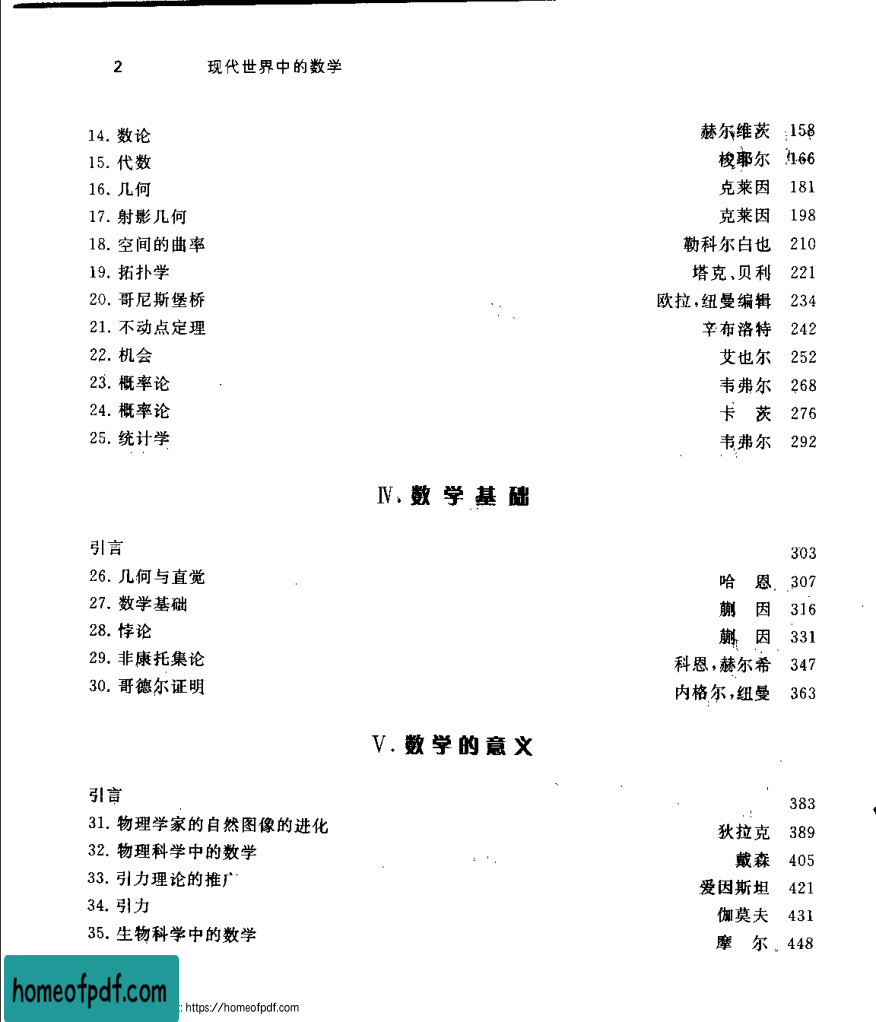 2 现代世界中的数学
14. 数论 赫尔维茨 158
15. 代数 梭耶尔 166
16. 几何 克莱因 181
17. 射影几何 克莱因 198
18. 空间的曲率 勒科尔白也 210
19. 拓扑学 塔克、贝利 221
20. 哥尼斯堡桥 欧拉,纽曼编辑 234
21. 不动点定理 辛布洛特 242
22. 机会 艾也尔 252
23. 概率论 韦弗尔 268
24. 概率论 卡 茨 276
25. 统计学 韦弗尔 292
Ⅳ. 数学基础
引言 303
26. 几何与直觉 哈 恩 307
27. 数学基础 蒯 因 316
28. 悖论 蒯 因 331
29. 非康托集论 科恩,赫尔希 347
30. 哥德尔证明 内格尔,纽曼 363
Ⅴ. 数学的意义
引言 383
31. 物理学家的自然图像的进化 狄拉克 389
32. 物理科学中的数学 戴森 405
33. 引力理论的推广 爱因斯坦 421
34. 引力 伽莫夫 431
35. 生物科学中的数学 摩 尔 448
homeofpdf.com
: https://homeofpdf.com